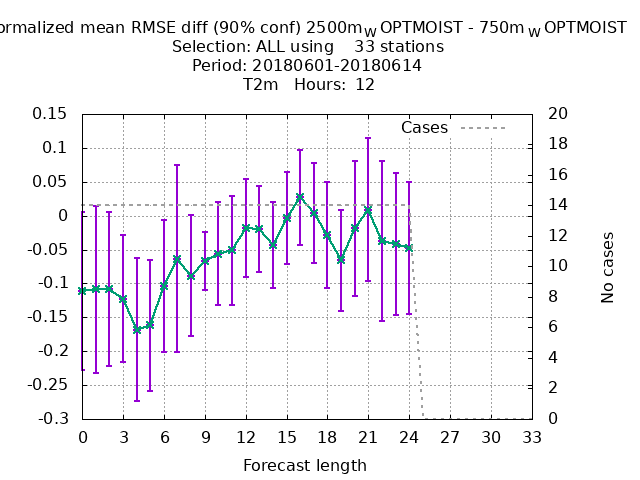 ormalized mean RMSE diff (90% conf) 2500mW OPTMOIST - 750mW OPTMOIST
Selection: ALL using 33 stations
Period: 20180601-20180614
T2m Hours: 12
Cases
0.15
0.1
0.05
0
-0.05
-0.1
-0.15
-0.2
-0.25
-0.3
20
18
16
14
12
10
8
6
4
2
0
No cases
0 3 6 9 12 15 18 21 24 27 30 33
Forecast length